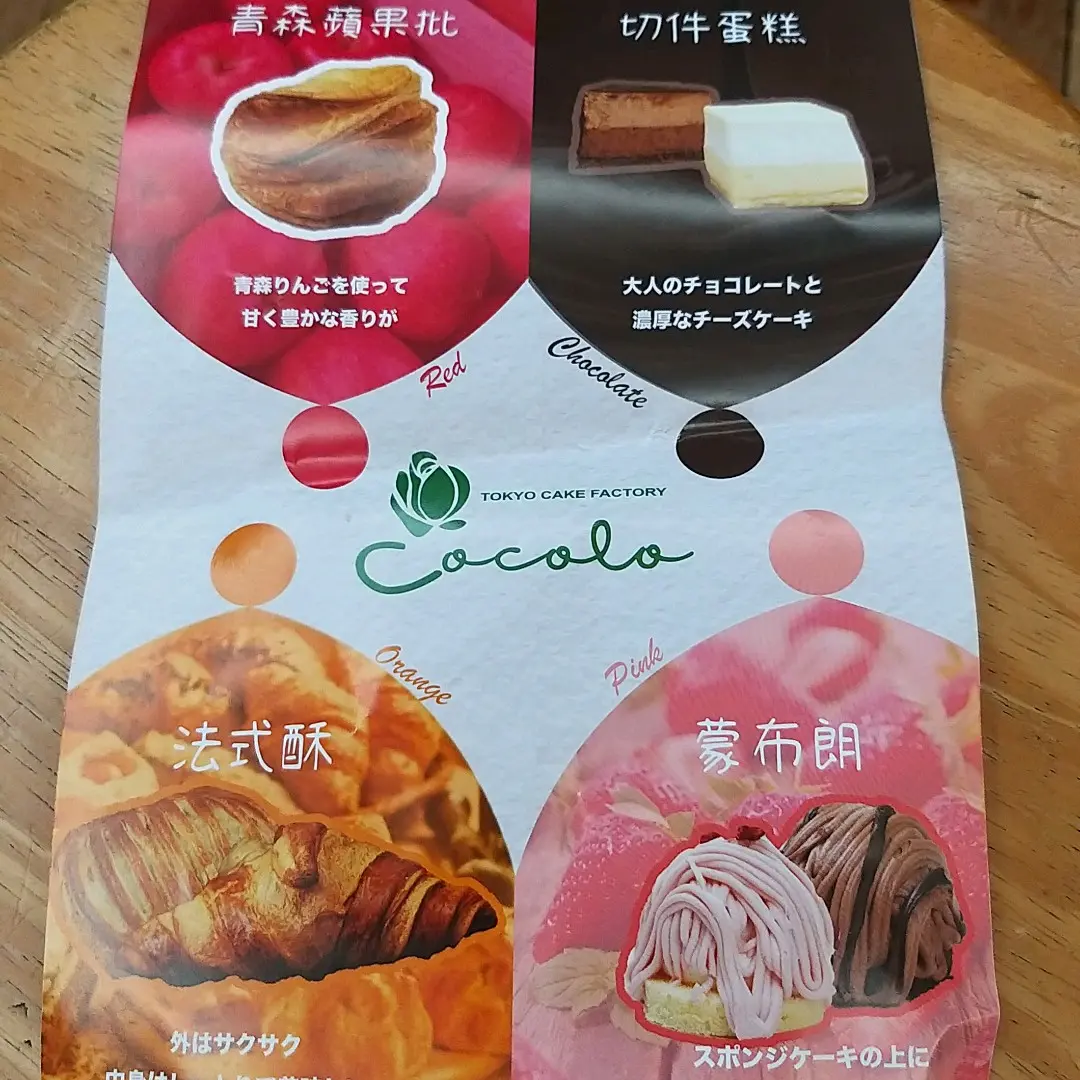 青森蘋果批
切件蛋糕
青森りんごを使って
甘く豊かな香りが
大人のチョコレートと
濃厚なチーズケーキ
Red
Chocolate
TOKYO CAKE FACTORY
Cocolo
Orange
Pink
法式酥
蒙布朗
外はサクサク
スポンジケーキの上に